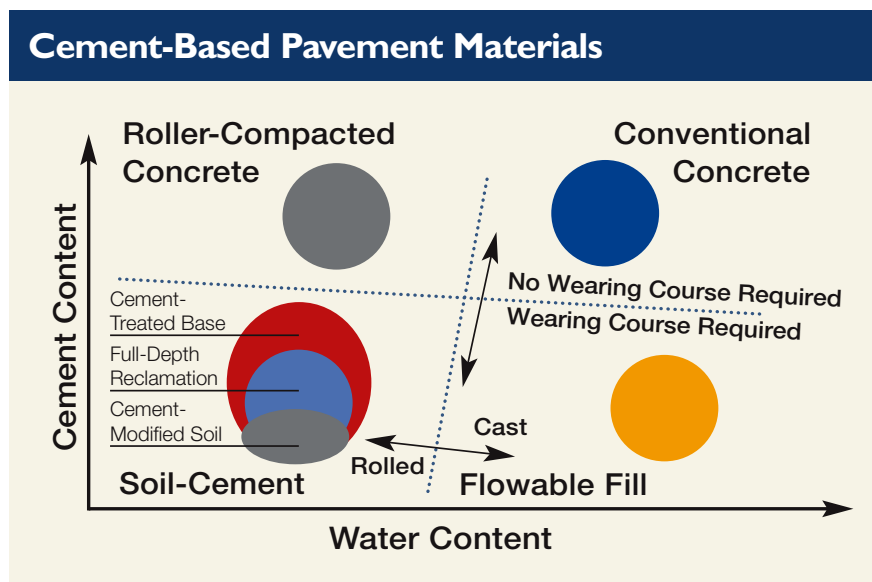 Cement-Based Pavement Materials
Roller-Compacted
Concrete
Conventional
Concrete
Cement Content
No Wearing Course Required
Wearing Course Required
Cement-
Treated Base
Full-Depth
Reclamation
Cement-
Modified Soil
Cast
Rolled
Soil-Cement
Flowable Fill
Water Content